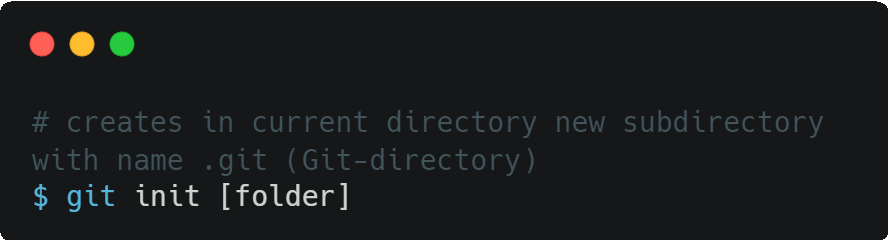 # creates in current directory new subdirectory
with name .git (Git-directory)
$ git init [folder]